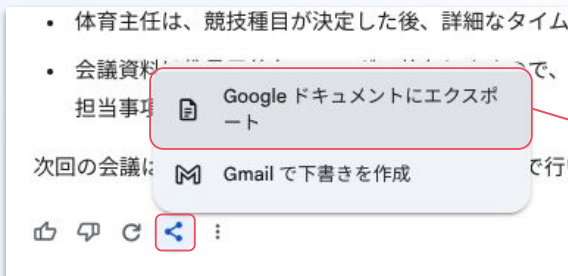 体育主任は、競技種目が決定した後、詳細なタイム
会議資料
で、
Google ドキュメントにエクスポ
ート
担当事項
次回の会議は
Gmail で下書きを作成
で行い